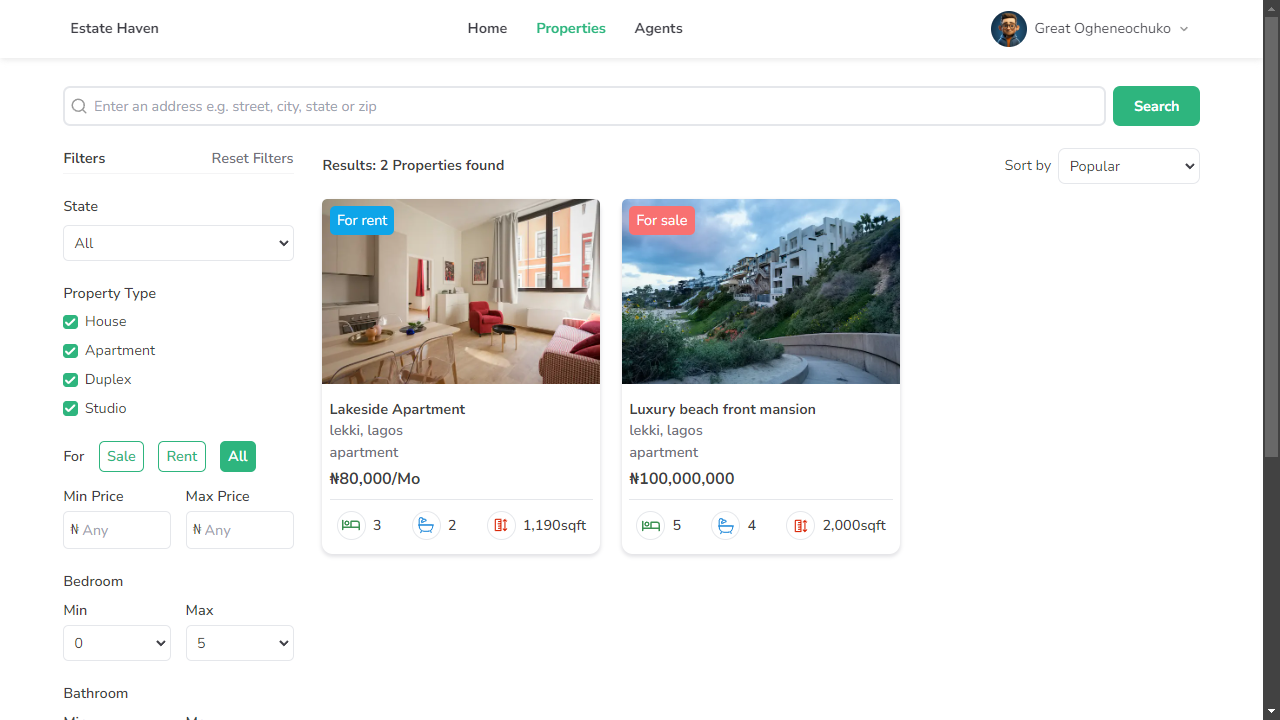 Estate Haven
Home
Properties
Agents
Great Ogheneochuko
Enter an address e.g. street, city, state or zip
Search
Filters
Reset Filters
State
All
Property Type
House
Apartment
Duplex
Studio
For
Sale
Rent
All
Min Price
Max Price
₦ Any
₦ Any
Bedroom
Min
Max
0
5
Bathroom
Results: 2 Properties found
Sort by
Popular
For rent
Lakeside Apartment
lekki, lagos
apartment
₦80,000/Mo
3
2
1,190sqft
For sale
Luxury beach front mansion
lekki, lagos
apartment
₦100,000,000
5
4
2,000sqft